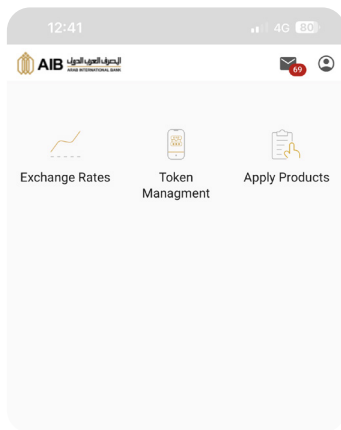 12:41 4G 80
AIB المصرف العربي الدولي
ARAB INTERNATIONAL BANK
69
Exchange Rates
Token
Managment
Apply Products